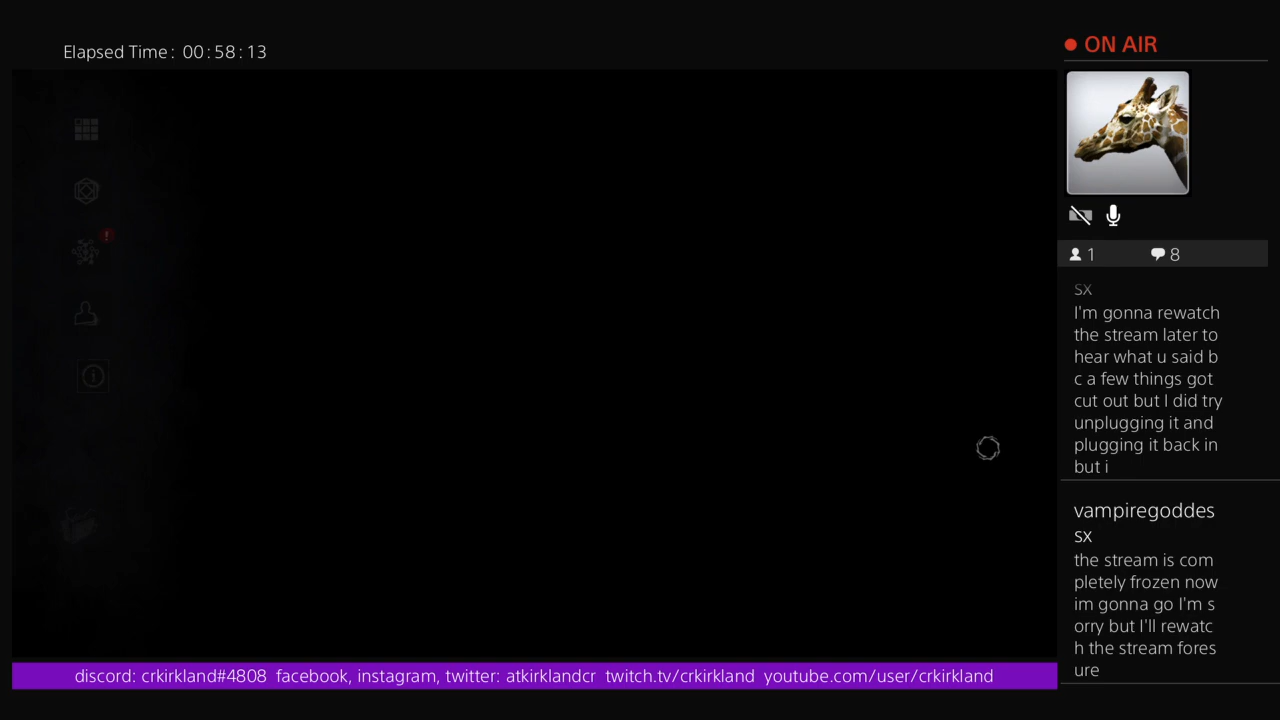 Elapsed Time: 00:58:13
ON AIR
1 8
SX
I'm gonna rewatch
the stream later to
hear what u said b
c a few things got
cut out but I did try
unplugging it and
plugging it back in
but i
vampiregoddes
SX
the stream is com
pletely frozen now
im gonna go I'm s
orry but I'll rewatc
h the stream fores
ure
discord: crkirkland#4808 facebook, instagram, twitter: atkirklandcr twitch.tv/crkirkland youtube.com/user/crkirkland